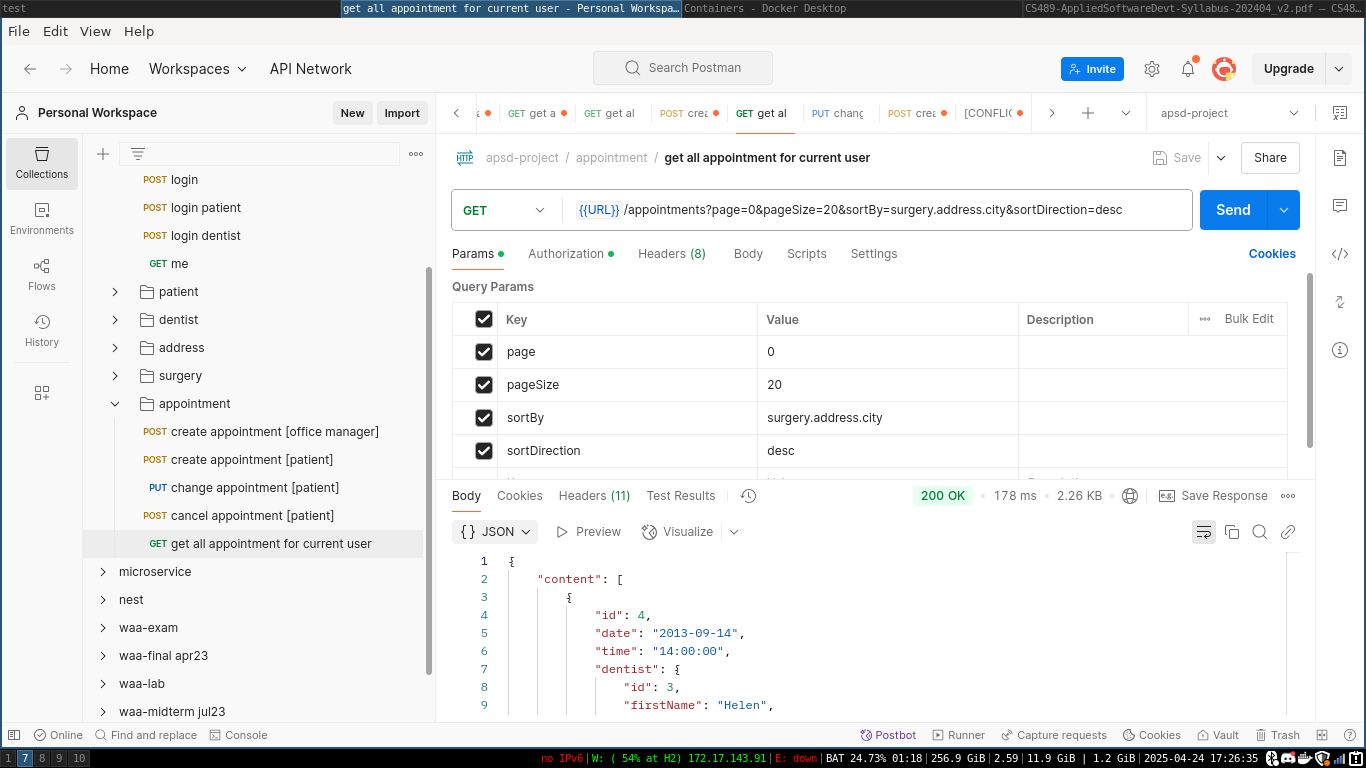 test
get all appointment for current user - Personal Workspa…
Containers - Docker Desktop
CS489-AppliedSoftwareDevt-Syllabus-202404_v2.pdf — CS48…
File Edit View Help
Home Workspaces API Network
Search Postman
Invite
Upgrade
Personal Workspace
New Import
GET get a
GET get al
POST crea
GET get al
PUT chang
POST crea
[CONFLIC
apsd-project
Collections
Environments
Flows
History
POST login
POST login patient
POST login dentist
GET me
patient
dentist
address
surgery
appointment
POST create appointment [office manager]
POST create appointment [patient]
PUT change appointment [patient]
POST cancel appointment [patient]
GET get all appointment for current user
microservice
nest
waa-exam
waa-final apr23
waa-lab
waa-midterm jul23
HTTP apsd-project / appointment / get all appointment for current user
Save
Share
GET {{URL}} /appointments?page=0&pageSize=20&sortBy=surgery.address.city&sortDirection=desc
Send
Params Authorization Headers (8) Body Scripts Settings
Cookies
Query Params
Key Value Description Bulk Edit
page 0
pageSize 20
sortBy surgery.address.city
sortDirection desc
Body Cookies Headers (11) Test Results
200 OK 178 ms 2.26 KB e.g. Save Response
{} JSON Preview Visualize
1 {
2 "content": [
3 {
4 "id": 4,
5 "date": "2013-09-14",
6 "time": "14:00:00",
7 "dentist": {
8 "id": 3,
9 "firstName": "Helen",
Online Find and replace Console
Postbot Runner Capture requests Cookies Vault Trash
1 7 8 9 10
no IPv6|W: ( 54% at H2) 172.17.143.91|E: down|BAT 24.73% 01:18|256.9 GiB|2.59|11.9 GiB | 1.2 GiB|2025-04-24 17:26:35